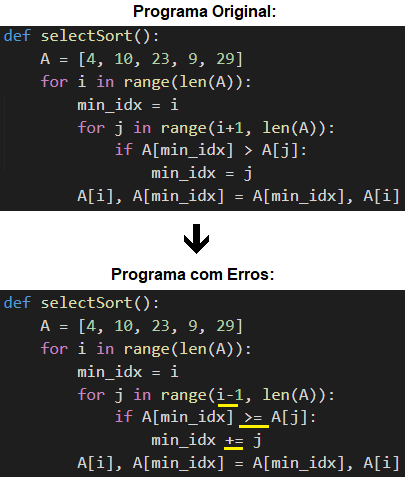 Programa Original:
def selectSort():
    A = [4, 10, 23, 9, 29]
    for i in range(len(A)):
        min_idx = i
        for j in range(i+1, len(A)):
            if A[min_idx] > A[j]:
                min_idx = j
        A[i], A[min_idx] = A[min_idx], A[i]
Programa com Erros:
def selectSort():
    A = [4, 10, 23, 9, 29]
    for i in range(len(A)):
        min_idx = i
        for j in range(i-1, len(A)):
            if A[min_idx] >= A[j]:
                min_idx += j
        A[i], A[min_idx] = A[min_idx], A[i]